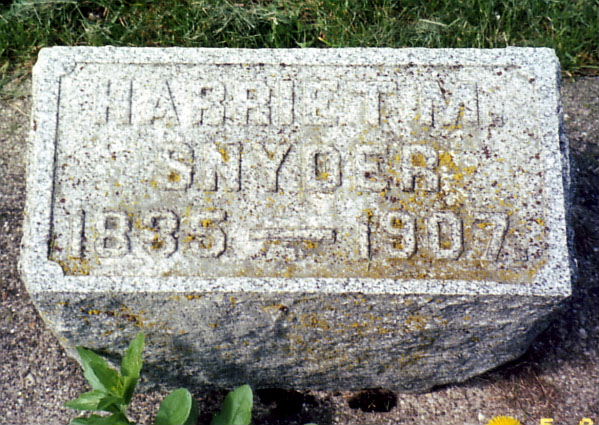 HARRIET M.
SNYDER
1835 — 1907